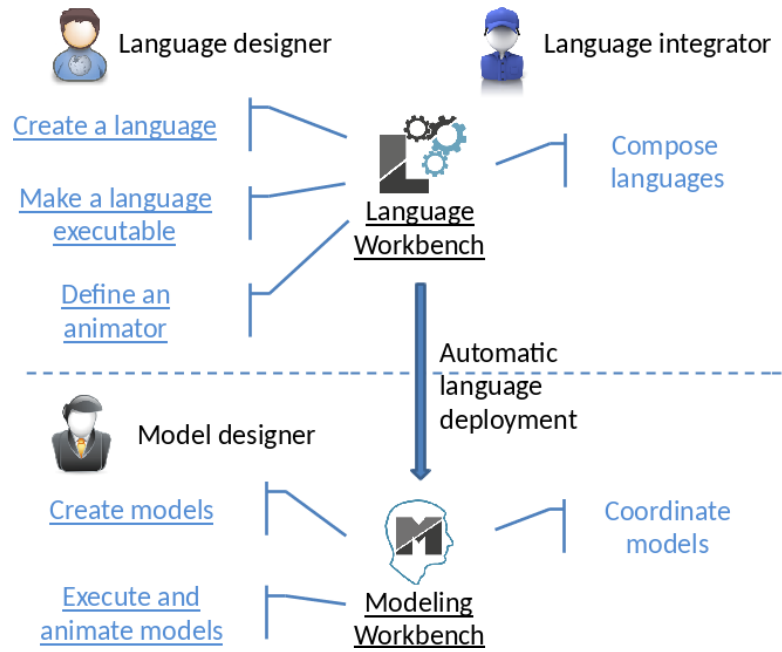 Language designer
Language integrator
Create a language
Make a language
executable
Define an
animator
L
Language
Workbench
Compose
languages
Automatic
language
deployment
Model designer
Create models
Execute and
animate models
M
Modeling
Workbench
Coordinate
models